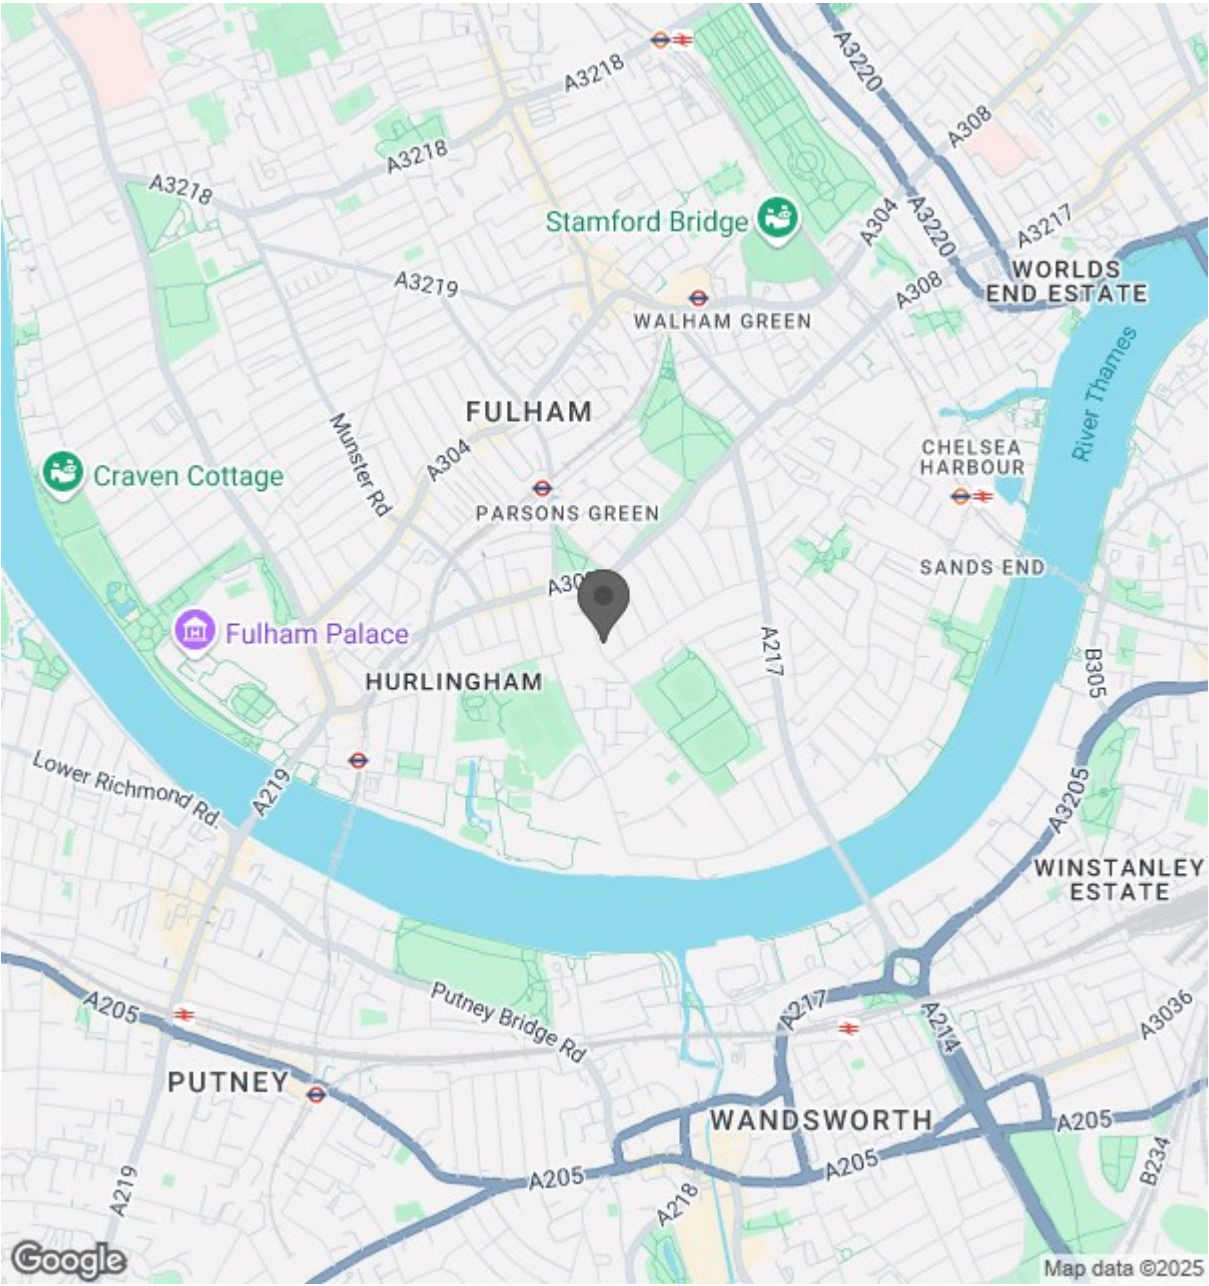 A3218
A3220
A308
A3218
A3218
Stamford Bridge
A304
A3220
A3217
A3219
A308
WORLDS
END ESTATE
WALHAM GREEN
River Thames
FULHAM
Munster Rd
A304
CHELSEA
HARBOUR
Craven Cottage
PARSONS GREEN
SANDS END
Fulham Palace
A217
B305
HURLINGHAM
Lower Richmond Rd.
A219
A3205
WINSTANLEY
ESTATE
A205
Putney Bridge Rd
A217
A214
A3036
PUTNEY
WANDSWORTH
A205
A205
A205
B234
A219
A218
Google
Map data ©2025